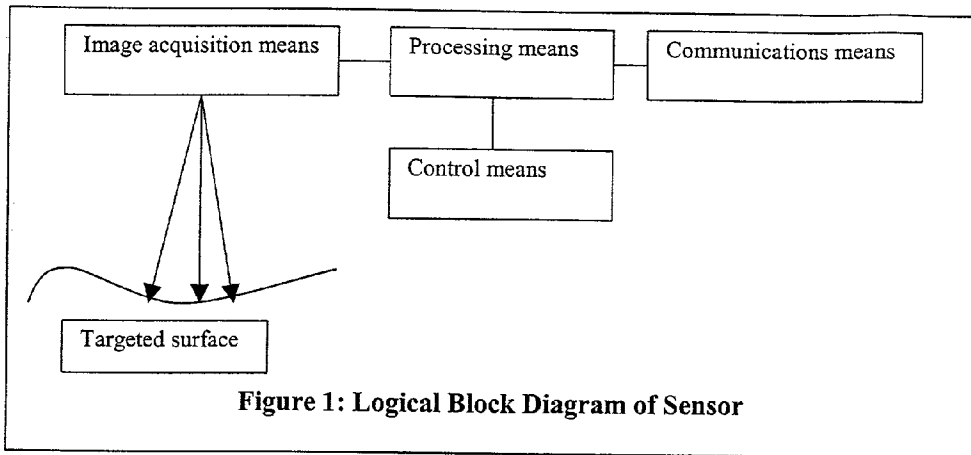 Image acquisition means
Processing means
Communications means
Control means
Targeted surface
Figure 1: Logical Block Diagram of Sensor